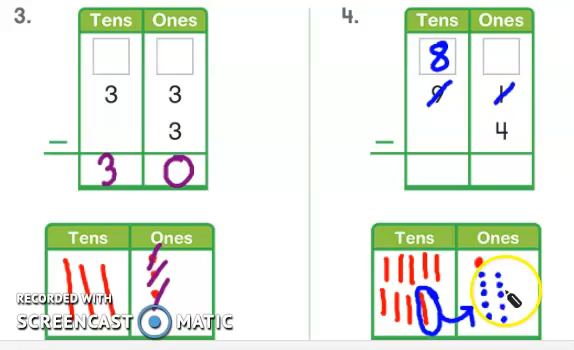 3.
Tens Ones
3 3
− 3
3 0
Tens Ones
4.
Tens Ones
8
9 1
− 4
Tens Ones
RECORDED WITH
SCREENCAST MATIC